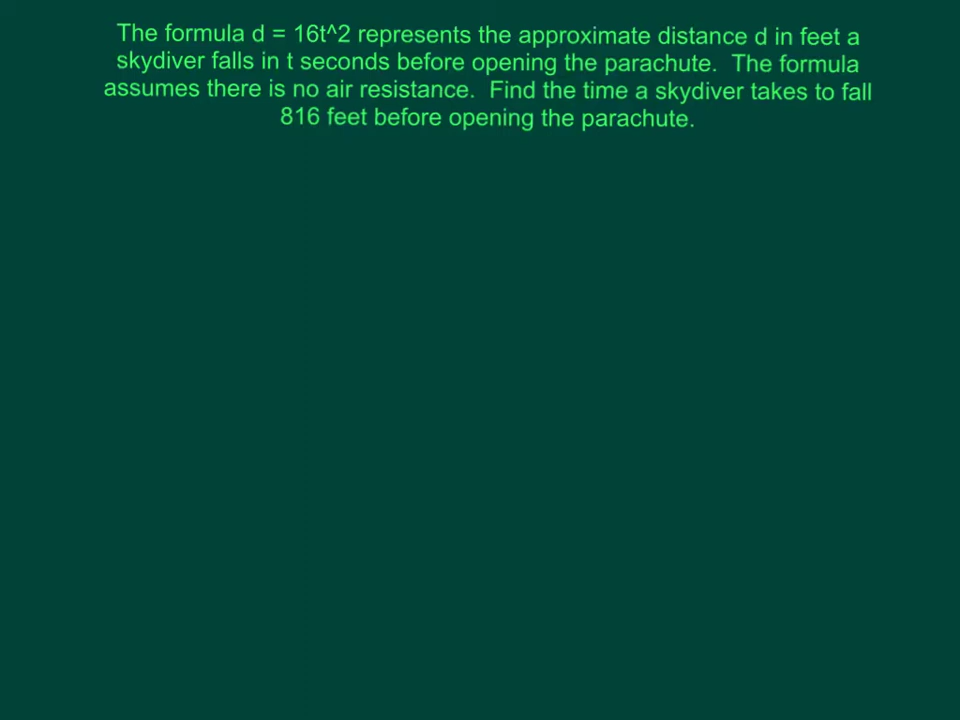 The formula d = 16t^2 represents the approximate distance d in feet a
skydiver falls in t seconds before opening the parachute.  The formula
assumes there is no air resistance.  Find the time a skydiver takes to fall
816 feet before opening the parachute.